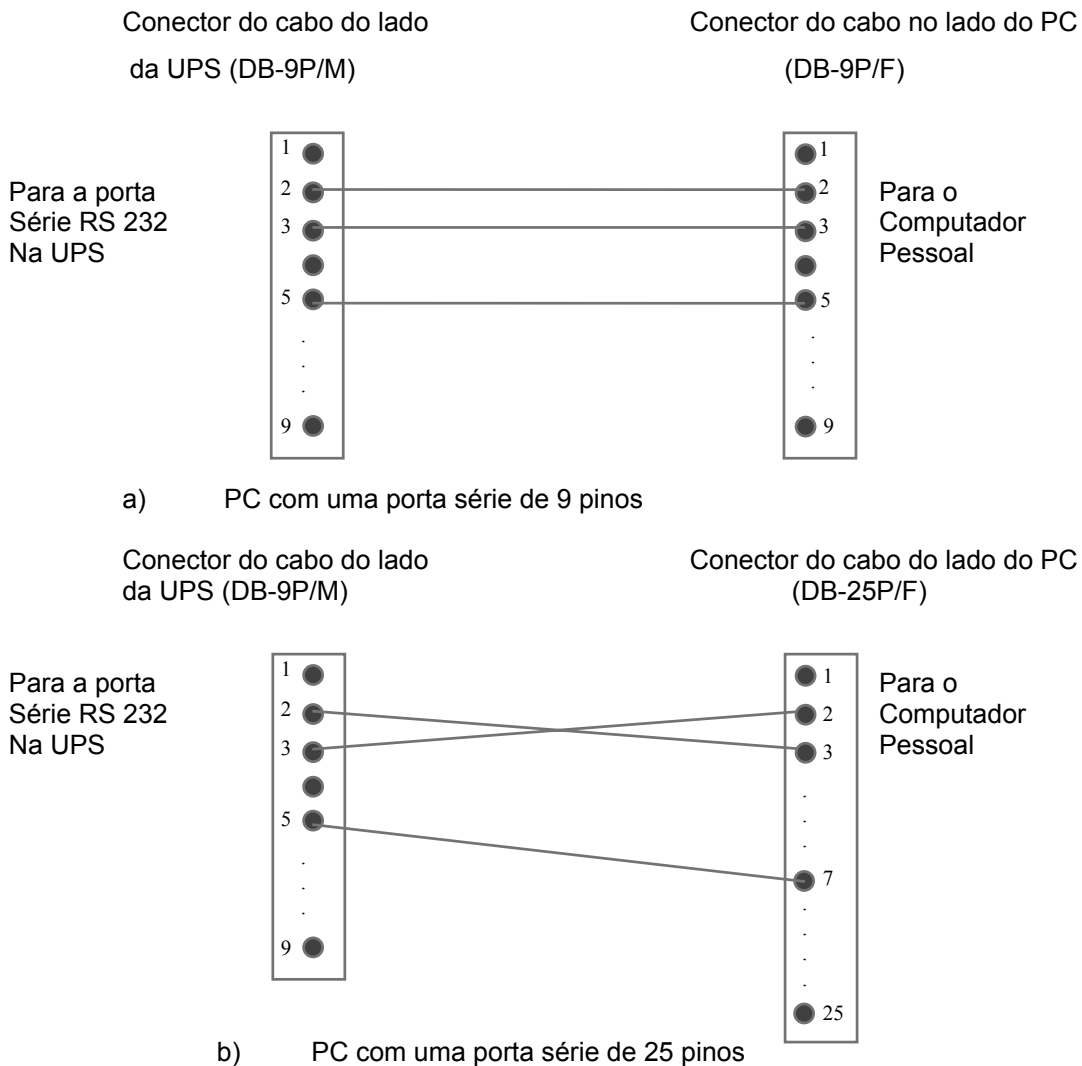 Conector do cabo do lado
da UPS (DB-9P/M)
Conector do cabo no lado do PC
(DB-9P/F)
Para a porta
Série RS 232
Na UPS
1
2
3
5
.
.
.
9
1
2
3
5
.
.
.
9
Para o
Computador
Pessoal
a) PC com uma porta série de 9 pinos
Conector do cabo do lado
da UPS (DB-9P/M)
Conector do cabo do lado do PC
(DB-25P/F)
Para a porta
Série RS 232
Na UPS
1
2
3
5
.
.
.
9
1
2
3
.
.
.
7
.
.
.
.
25
Para o
Computador
Pessoal
b) PC com uma porta série de 25 pinos